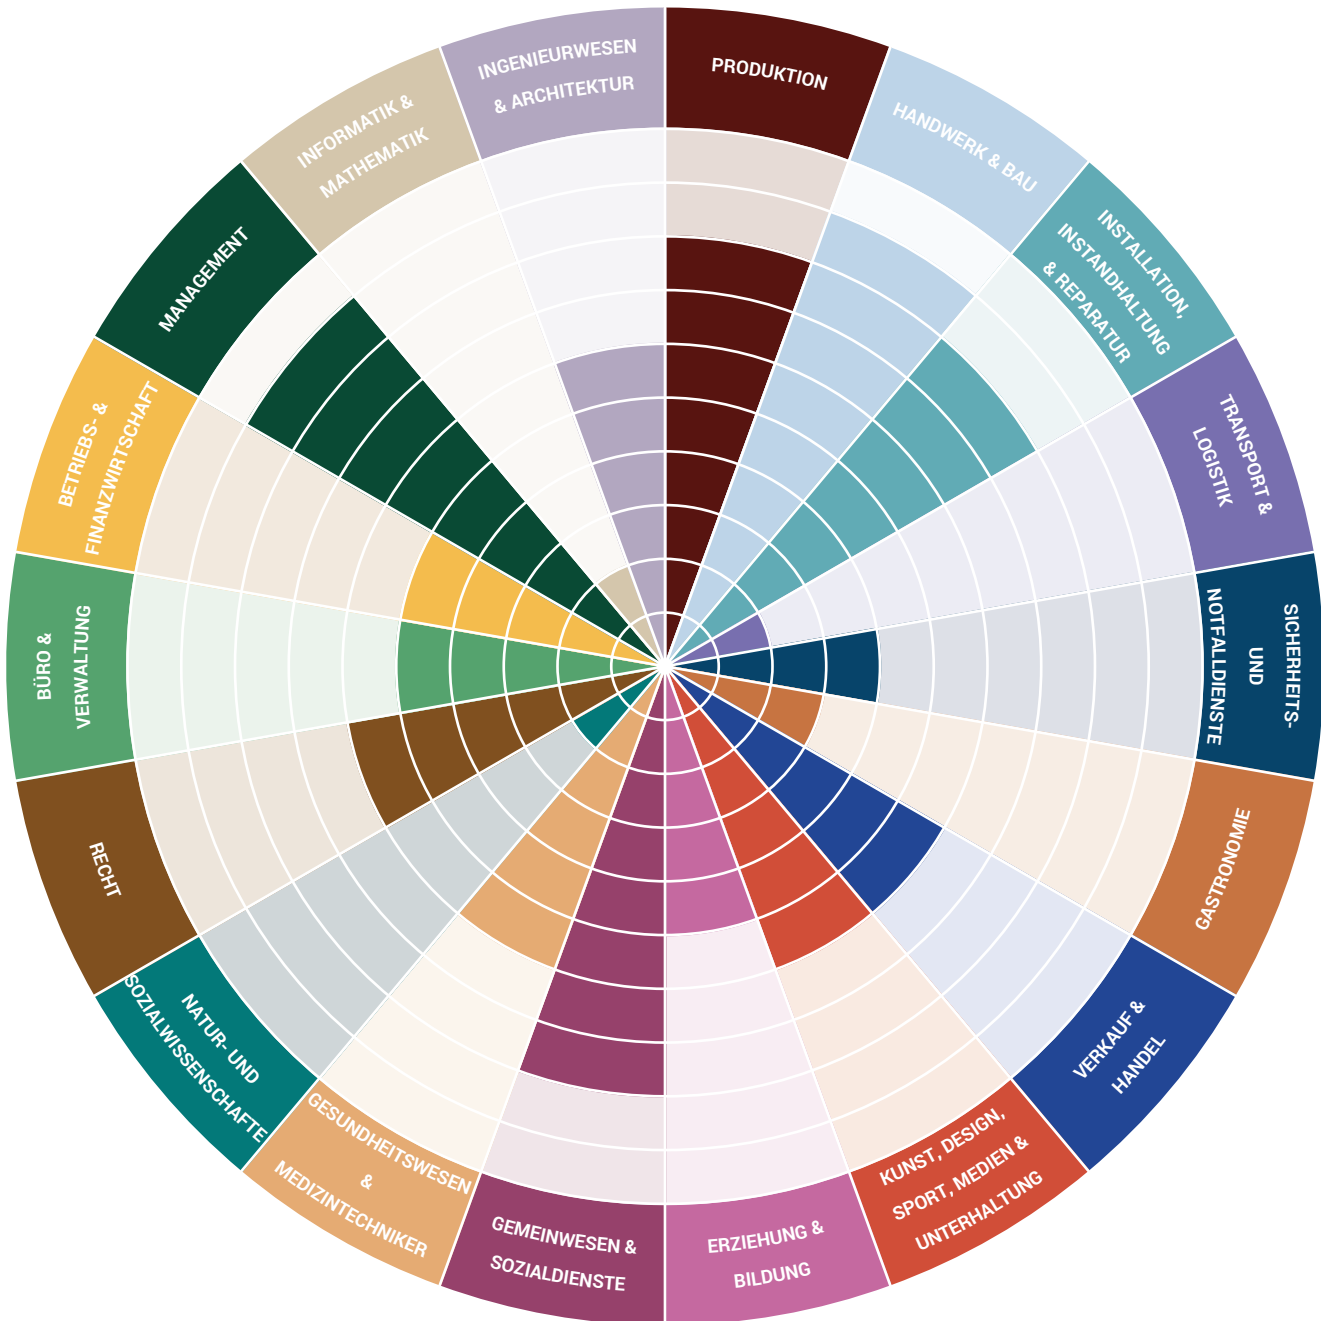 PRODUKTION
HANDWERK & BAU
INSTALLATION,
INSTANDHALTUNG
& REPARATUR
TRANSPORT &
LOGISTIK
SICHERHEITS-
UND
NOTFALLDIENSTE
GASTRONOMIE
VERKAUF &
HANDEL
KUNST, DESIGN,
SPORT, MEDIEN &
UNTERHALTUNG
ERZIEHUNG &
BILDUNG
GEMEINWESEN &
SOZIALDIENSTE
GESUNDHEITSWESEN
&
MEDIZINTECHNIKER
NATUR- UND
SOZIALWISSENSCHAFTE
RECHT
BÜRO &
VERWALTUNG
BETRIEBS- &
FINANZWIRTSCHAFT
MANAGEMENT
INFORMATIK &
MATHEMATIK
INGENIEURWESEN
& ARCHITEKTUR